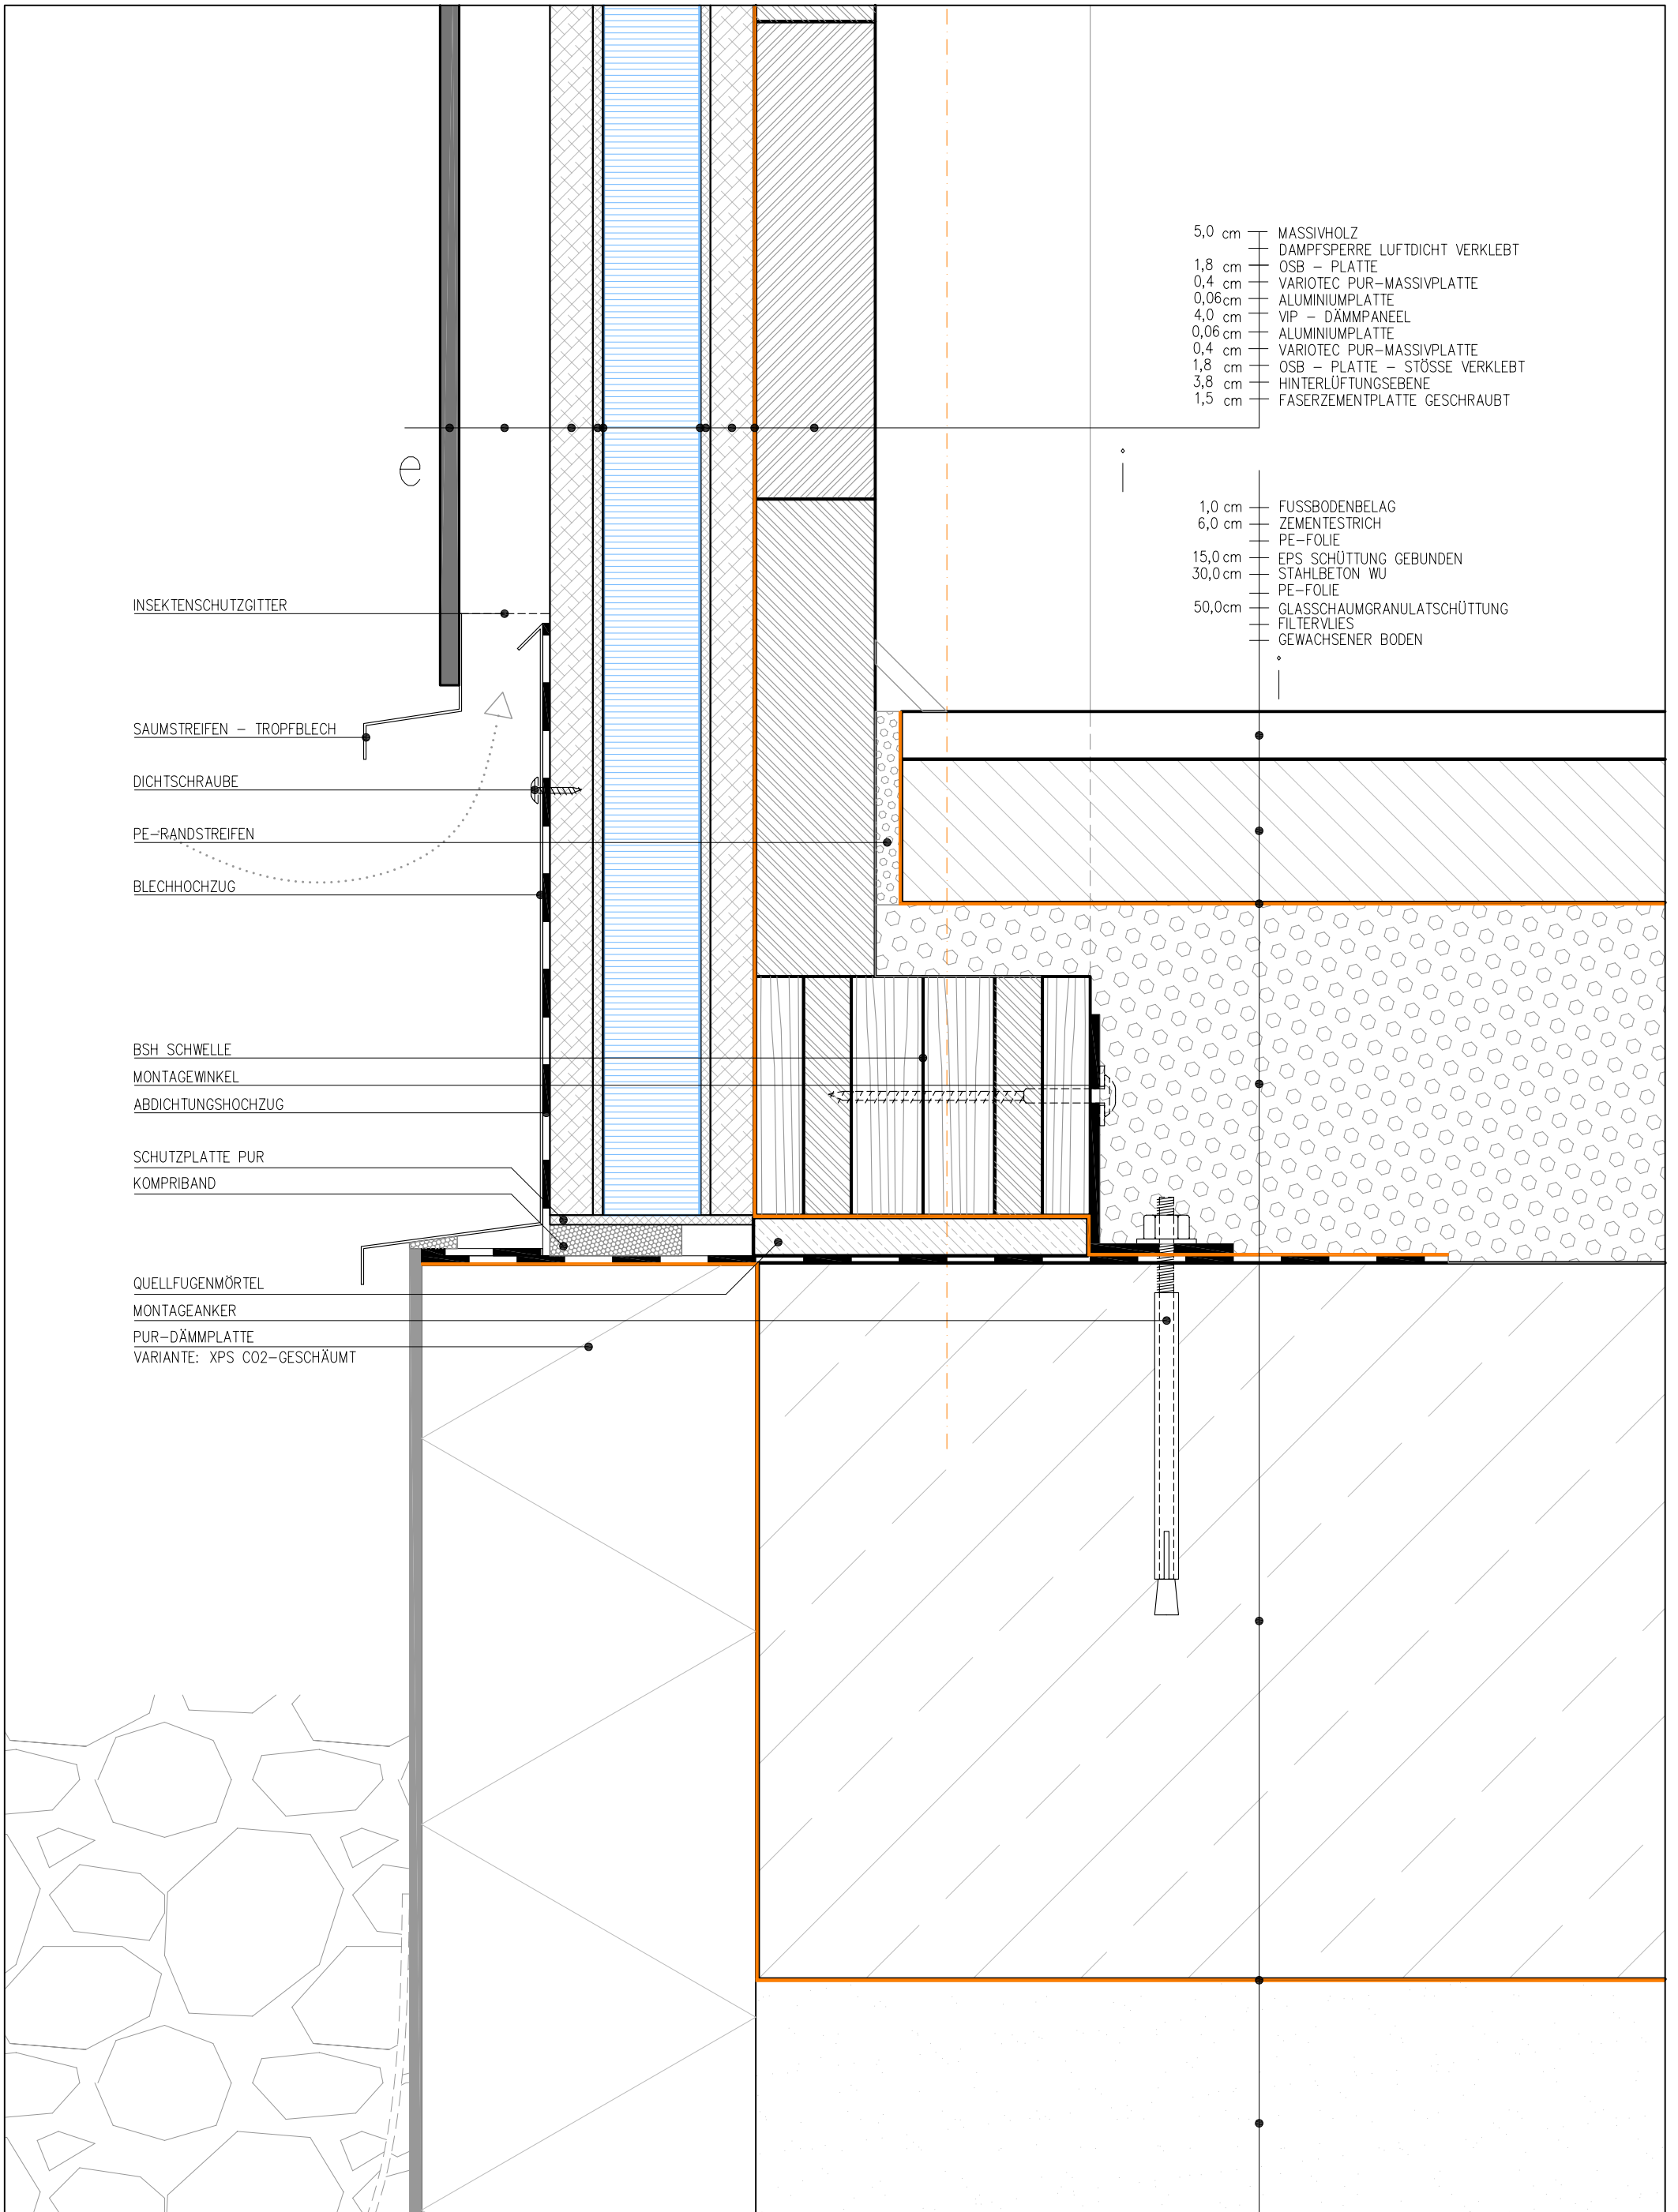 5,0 cm MASSIVHOLZ
DAMPFSPERRE LUFTDICHT VERKLEBT
1,8 cm OSB – PLATTE
0,4 cm VARIOTEC PUR–MASSIVPLATTE
0,06cm ALUMINIUMPLATTE
4,0 cm VIP – DÄMMPANEEL
0,06cm ALUMINIUMPLATTE
0,4 cm VARIOTEC PUR–MASSIVPLATTE
1,8 cm OSB – PLATTE – STÖSSE VERKLEBT
3,8 cm HINTERLÜFTUNGSEBENE
1,5 cm FASERZEMENTPLATTE GESCHRAUBT
e
i
1,0 cm FUSSBODENBELAG
6,0 cm ZEMENTESTRICH
PE–FOLIE
15,0cm EPS SCHÜTTUNG GEBUNDEN
30,0cm STAHLBETON WU
PE–FOLIE
50,0cm GLASSCHAUMGRANULATSCHÜTTUNG
FILTERVLIES
GEWACHSENER BODEN
i
INSEKTENSCHUTZGITTER
SAUMSTREIFEN – TROPFBLECH
DICHTSCHRAUBE
PE–RANDSTREIFEN
BLECHHOCHZUG
BSH SCHWELLE
MONTAGEWINKEL
ABDICHTUNGSHOCHZUG
SCHUTZPLATTE PUR
KOMPRIBAND
QUELLFUGENMÖRTEL
MONTAGEANKER
PUR–DÄMMPLATTE
VARIANTE: XPS CO2–GESCHÄUMT